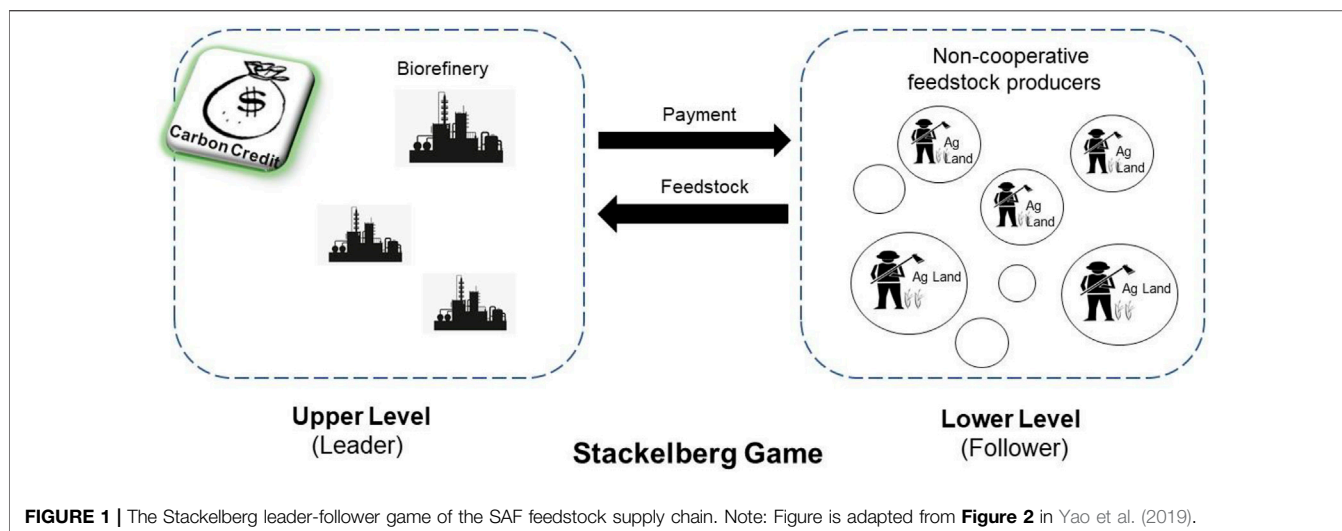 Biorefinery
$
Carbon Credit
Payment
Feedstock
Non-cooperative
feedstock producers
Ag
Land
Ag
Land
Ag
Land
Ag Land
Ag Land
Upper Level
(Leader)
Stackelberg Game
Lower Level
(Follower)
FIGURE 1 | The Stackelberg leader-follower game of the SAF feedstock supply chain. Note: Figure is adapted from Figure 2 in Yao et al. (2019).